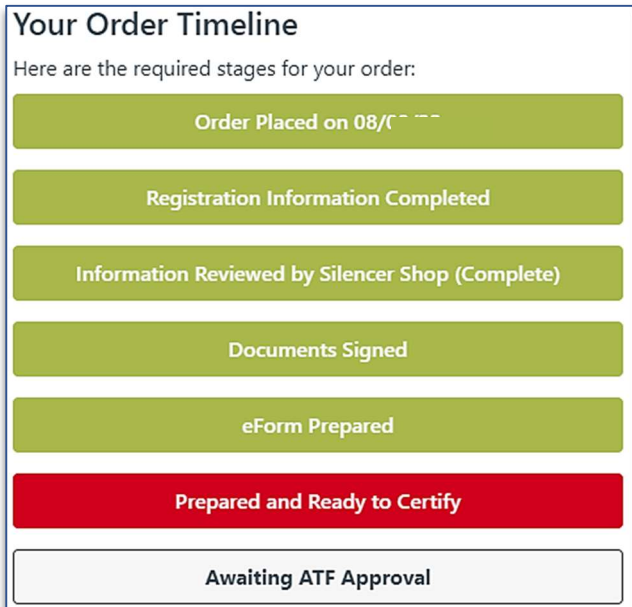 Your Order Timeline
Here are the required stages for your order:
Order Placed on
Registration Information Completed
Information Reviewed by Silencer Shop (Complete)
Documents Signed
eForm Prepared
Prepared and Ready to Certify
Awaiting ATF Approval